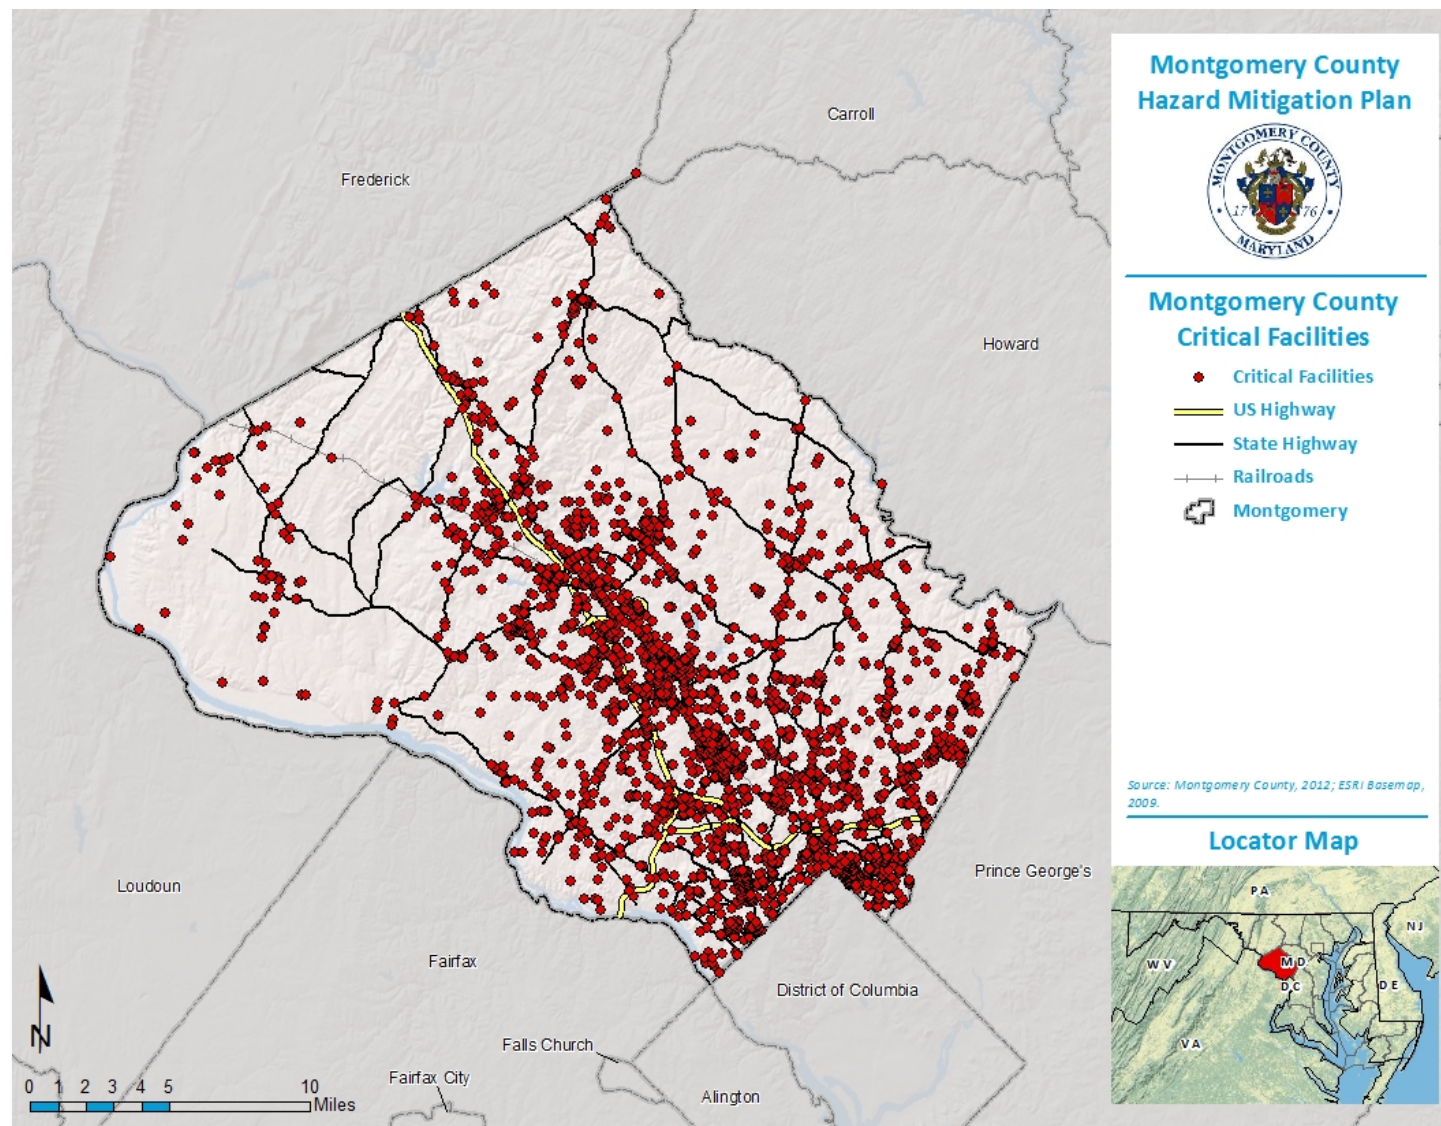 Carroll
Frederick
Howard
Loudoun
Prince George's
Fairfax
District of Columbia
Falls Church
Fairfax City
Alington
N
0 1 2 3 4 5 10
Miles
Montgomery County
Hazard Mitigation Plan
MONTGOMERY COUNTY
17 76
MARYLAND
Montgomery County
Critical Facilities
Critical Facilities
US Highway
State Highway
Railroads
Montgomery
Source: Montgomery County, 2012; ESRI Basemap,
2009.
Locator Map
PA
NJ
WV
MD
DC
DE
VA